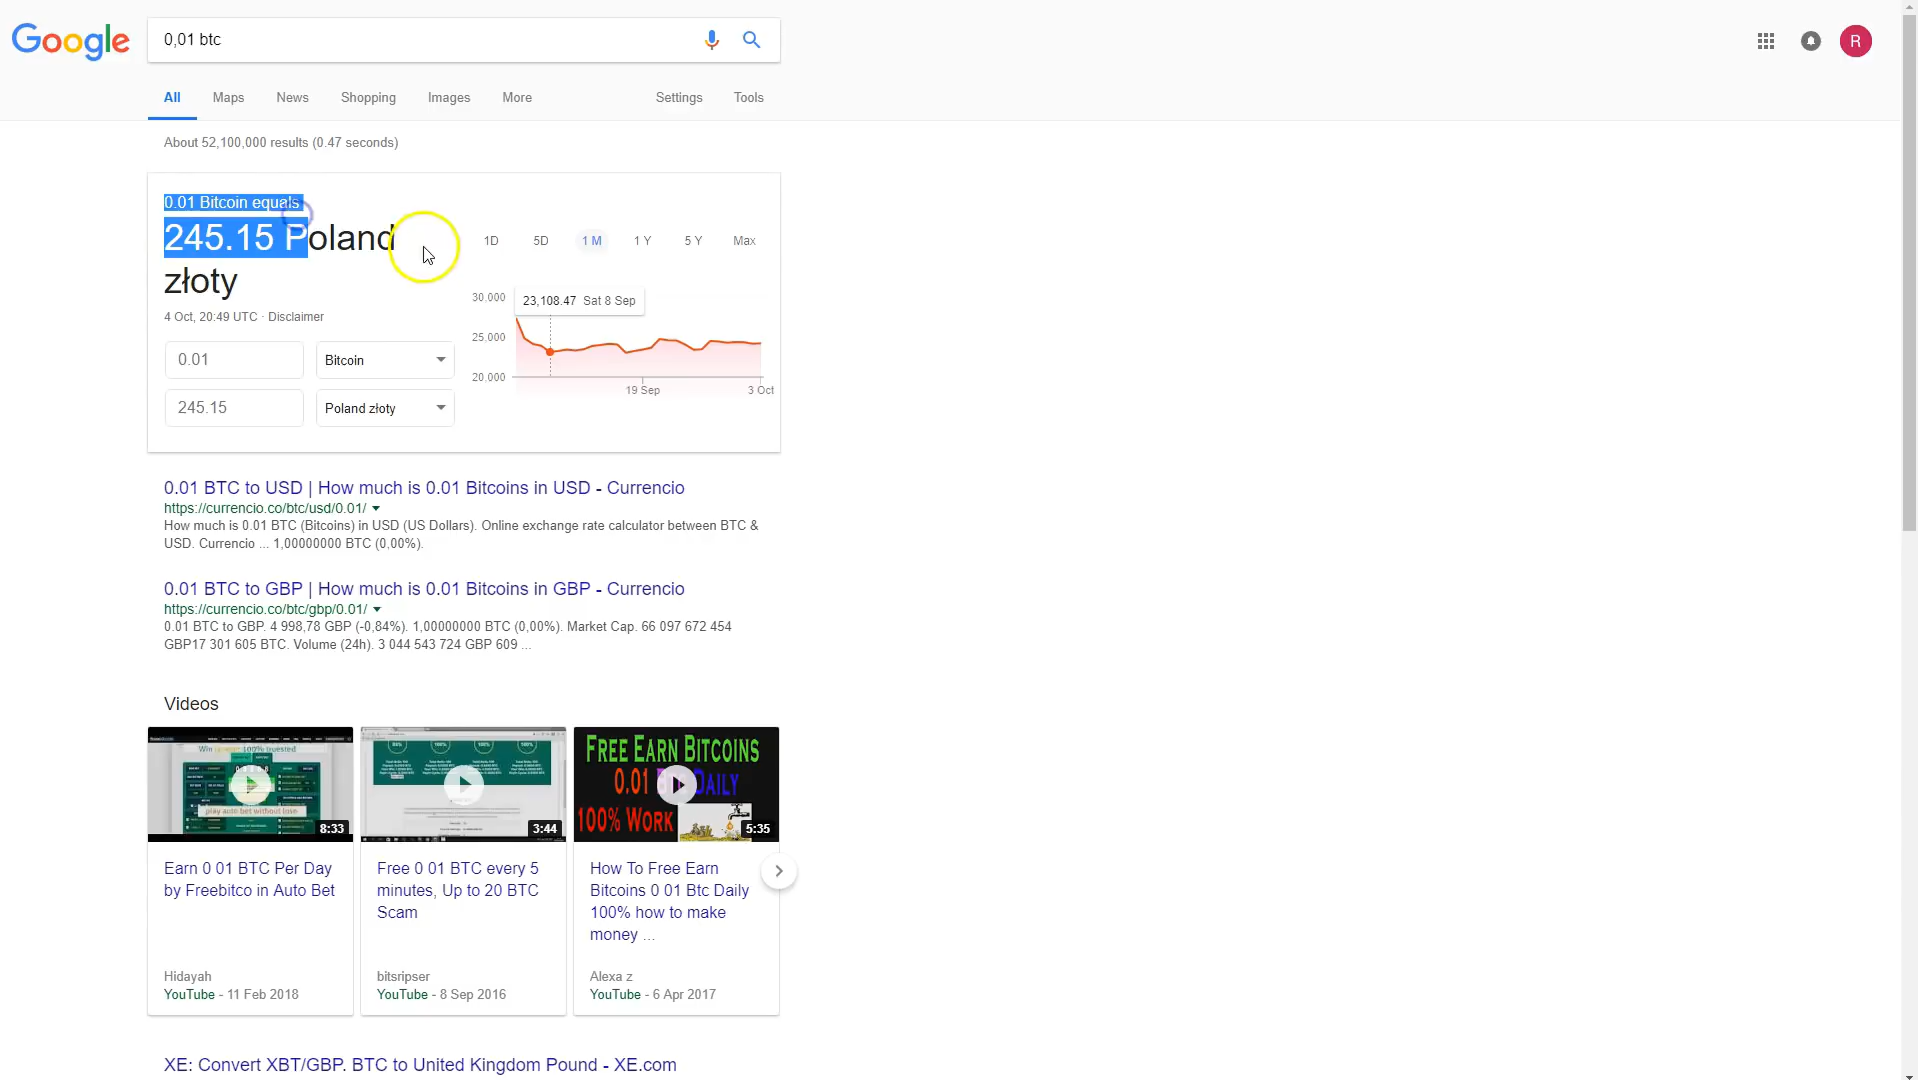 Google
0,01 btc
R
All Maps News Shopping Images More Settings Tools
About 52,100,000 results (0.47 seconds)
0.01 Bitcoin equals
245.15 Poland
złoty
4 Oct, 20:49 UTC · Disclaimer
0.01 Bitcoin
245.15 Poland złoty
1D 5D 1 M 1 Y 5 Y Max
30,000
23,108.47 Sat 8 Sep
25,000
20,000
19 Sep 3 Oct
0.01 BTC to USD | How much is 0.01 Bitcoins in USD - Currencio
https://currencio.co/btc/usd/0.01/
How much is 0.01 BTC (Bitcoins) in USD (US Dollars). Online exchange rate calculator between BTC &
USD. Currencio ... 1,00000000 BTC (0,00%).
0.01 BTC to GBP | How much is 0.01 Bitcoins in GBP - Currencio
https://currencio.co/btc/gbp/0.01/
0.01 BTC to GBP. 4 998,78 GBP (-0,84%). 1,00000000 BTC (0,00%). Market Cap. 66 097 672 454
GBP17 301 605 BTC. Volume (24h). 3 044 543 724 GBP 609 ...
Videos
8:33
Earn 0 01 BTC Per Day
by Freebitco in Auto Bet
Hidayah
YouTube - 11 Feb 2018
3:44
Free 0 01 BTC every 5
minutes, Up to 20 BTC
Scam
bitsripser
YouTube - 8 Sep 2016
FREE EARN BITCOINS
0.01 DAILY
100% WORK
5:35
How To Free Earn
Bitcoins 0 01 Btc Daily
100% how to make
money ...
Alexa z
YouTube - 6 Apr 2017
XE: Convert XBT/GBP. BTC to United Kingdom Pound - XE.com